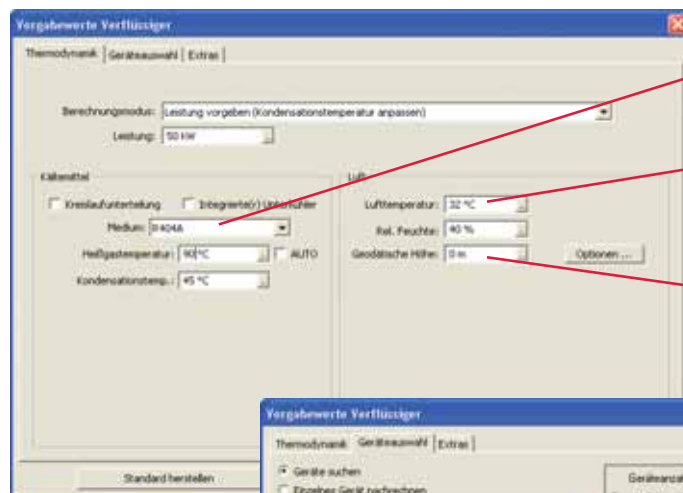 Vorgabewerte Verflüssiger
Thermodynamik Geräteauswahl Extras
Berechnungsmodus: Leistung vorgeben (Kondensationstemperatur anpassen)
Leistung: 50 kW
Kältemittel
Kreislaufunterteilung Integrierte(r) Unterkühler
Medium: R404A
Heißgastemperatur: 90 °C AUTO
Kondensationstemp.: 45 °C
Luft
Lufttemperatur: 32 °C
Rel. Feuchte: 40 %
Geodätische Höhe: 0 m Optionen ...
Standard herstellen
Vorgabewerte Verflüssiger
Thermodynamik Geräteauswahl Extras
Geräte suchen
Einzelnes Gerät nachrechnen
Geräteanzah